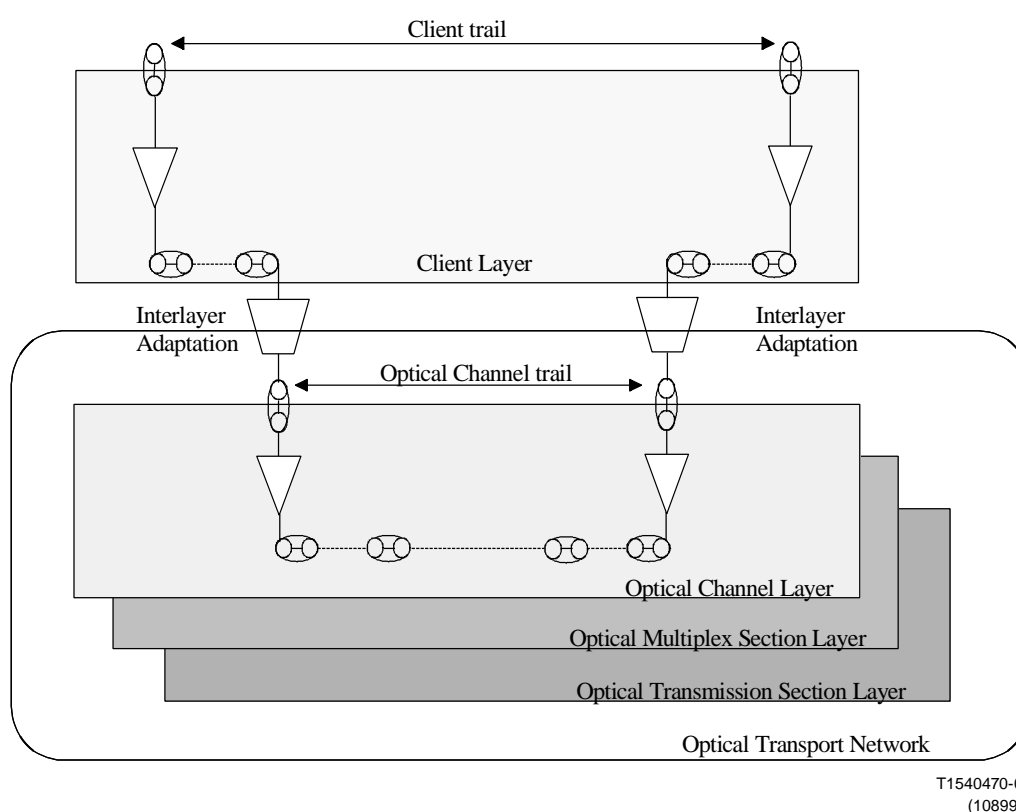 Client trail
Client Layer
Interlayer
Adaptation
Interlayer
Adaptation
Optical Channel trail
Optical Channel Layer
Optical Multiplex Section Layer
Optical Transmission Section Layer
Optical Transport Network
T1540470-
(10899